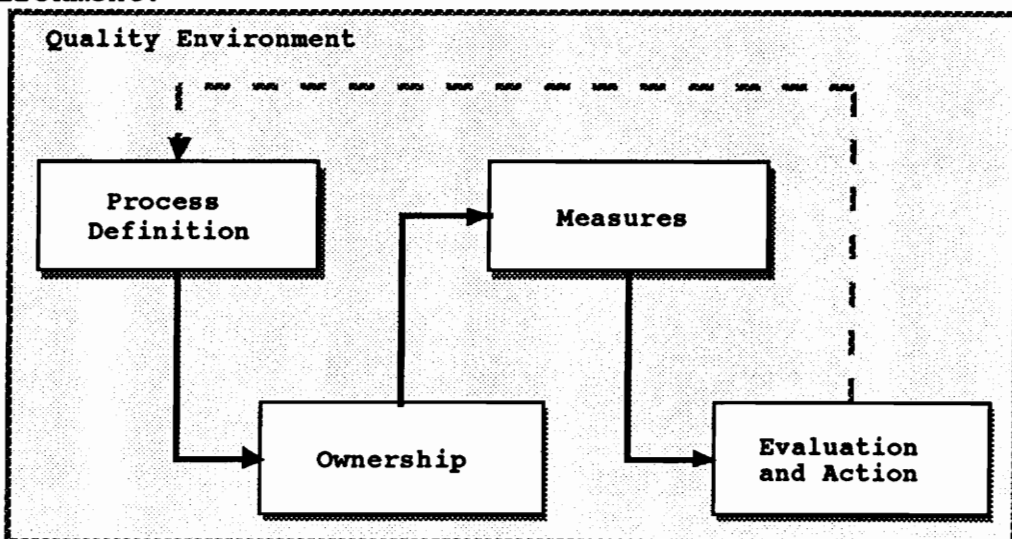 Quality Environment
Process
Definition
Measures
Ownership
Evaluation
and Action